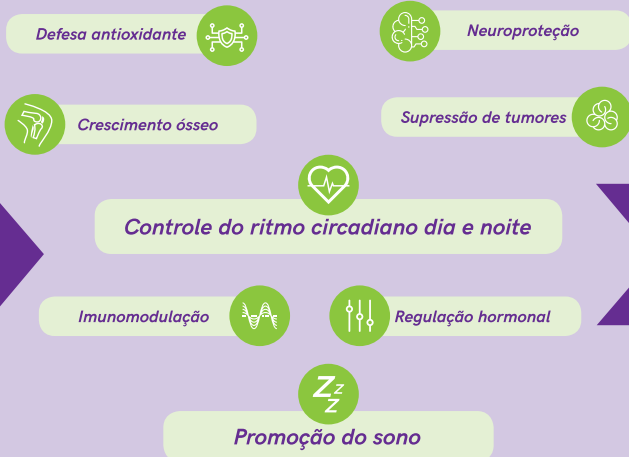 Defesa antioxidante
Neuroproteção
Crescimento ósseo
Supressão de tumores
Controle do ritmo circadiano dia e noite
Imunomodulação
Regulação hormonal
Zzz
Promoção do sono